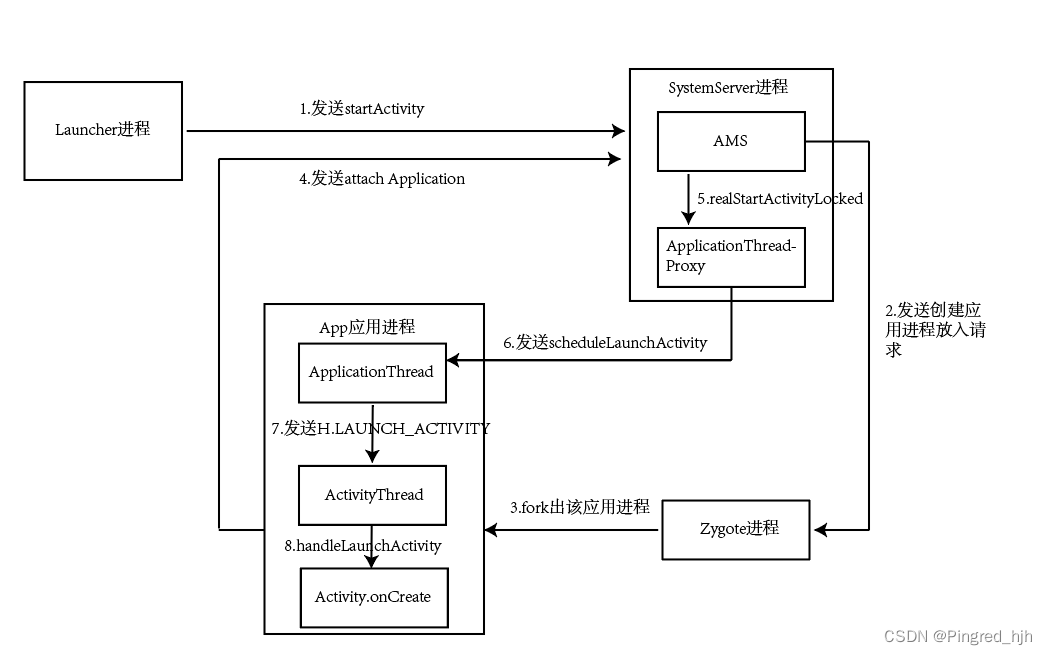 SystemServer进程
Launcher进程
1.发送startActivity
AMS
4.发送attach Application
5.realStartActivityLocked
ApplicationThread-
Proxy
2.发送创建应
用进程放入请
求
App应用进程
6.发送scheduleLaunchActivity
ApplicationThread
7.发送H.LAUNCH_ACTIVITY
ActivityThread
3.fork出该应用进程
Zygote进程
8.handleLaunchActivity
Activity.onCreate
CSDN @Pingred_hjh